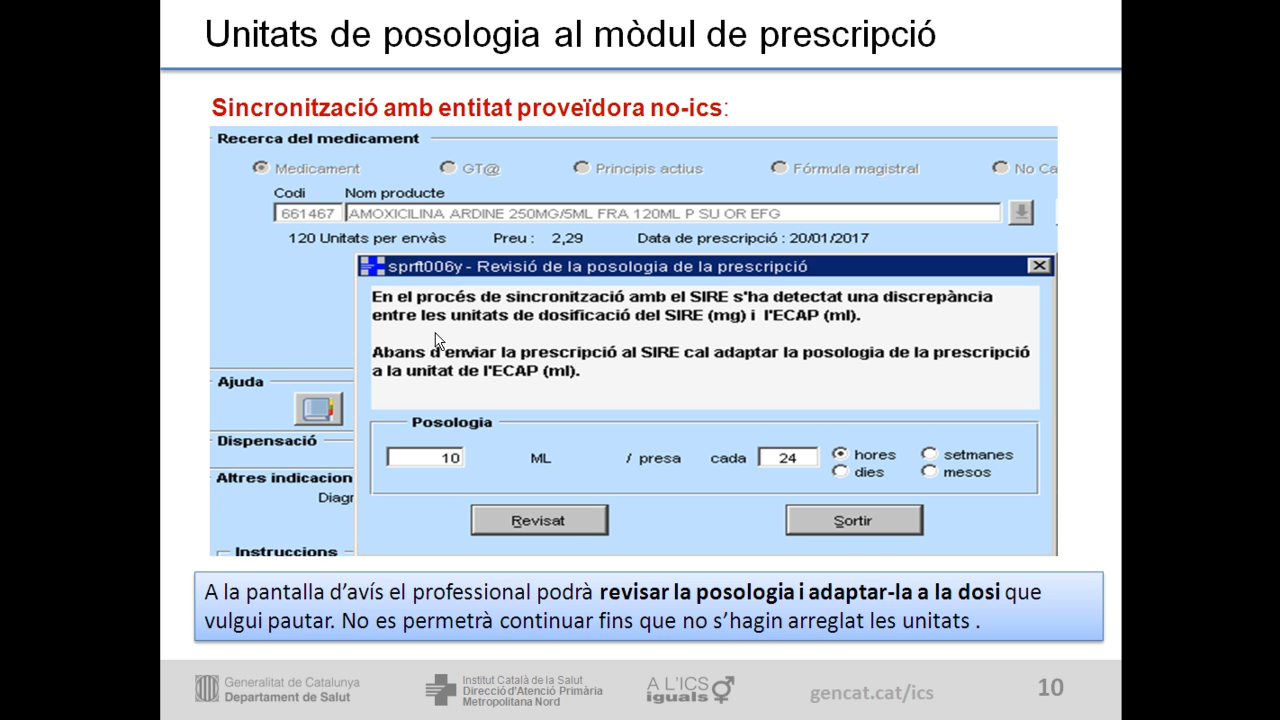 Unitats de posologia al mòdul de prescripció
Sincronització amb entitat proveïdora no-ics:
Recerca del medicament
Medicament GT@ Principis actius Fórmula magistral No Ca
Codi Nom producte
661467 AMOXICILINA ARDINE 250MG/5ML FRA 120ML P SU OR EFG
120 Unitats per envàs Preu : 2,29 Data de prescripció : 20/01/2017
sprft006y - Revisió de la posologia de la prescripció
En el procés de sincronització amb el SIRE s'ha detectat una discrepància
entre les unitats de dosificació del SIRE (mg) i l'ECAP (ml).
Abans d'enviar la prescripció al SIRE cal adaptar la posologia de la prescripció
a la unitat de l'ECAP (ml).
Ajuda
Dispensació
Altres indicacion
Diagr
Instruccions
Posologia
10 ML / presa cada 24 hores setmanes
dies mesos
Revisat Sortir
A la pantalla d’avís el professional podrà revisar la posologia i adaptar-la a la dosi que
vulgui pautar. No es permetrà continuar fins que no s’hagin arreglat les unitats .
Generalitat de Catalunya
Departament de Salut
Institut Català de la Salut
Direcció d'Atenció Primària
Metropolitana Nord
A L'ICS
iguals
gencat.cat/ics
10